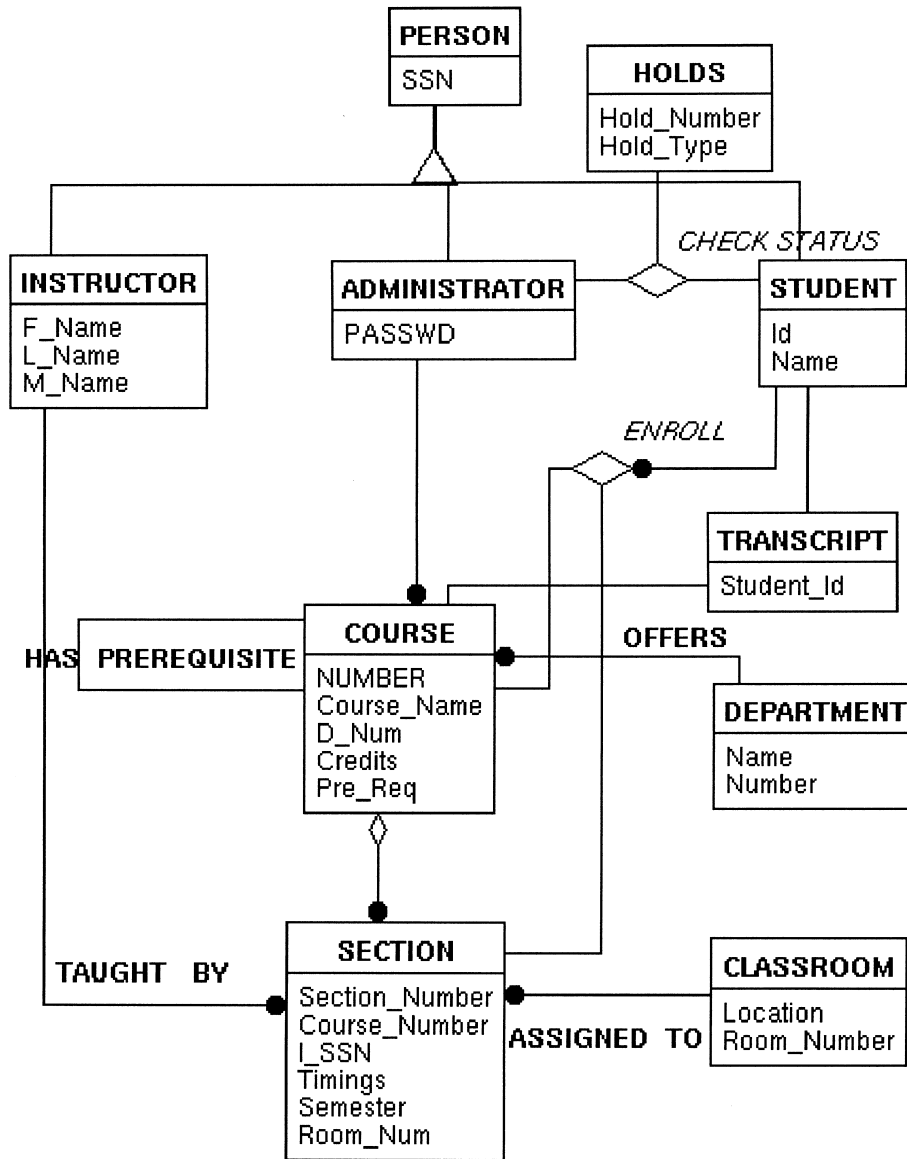 PERSON
SSN
HOLDS
Hold_Number
Hold_Type
CHECK STATUS
INSTRUCTOR
F_Name
L_Name
M_Name
ADMINISTRATOR
PASSWD
STUDENT
Id
Name
ENROLL
TRANSCRIPT
Student_Id
HAS PREREQUISITE
COURSE
NUMBER
Course_Name
D_Num
Credits
Pre_Req
OFFERS
DEPARTMENT
Name
Number
TAUGHT BY
SECTION
Section_Number
Course_Number
I_SSN
Timings
Semester
Room_Num
ASSIGNED TO
CLASSROOM
Location
Room_Number